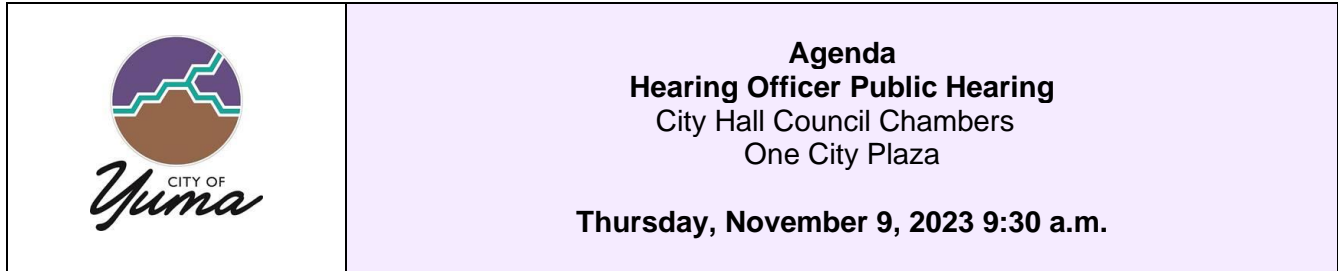 CITY OF
Yuma
Agenda
Hearing Officer Public Hearing
City Hall Council Chambers
One City Plaza
Thursday, November 9, 2023 9:30 a.m.